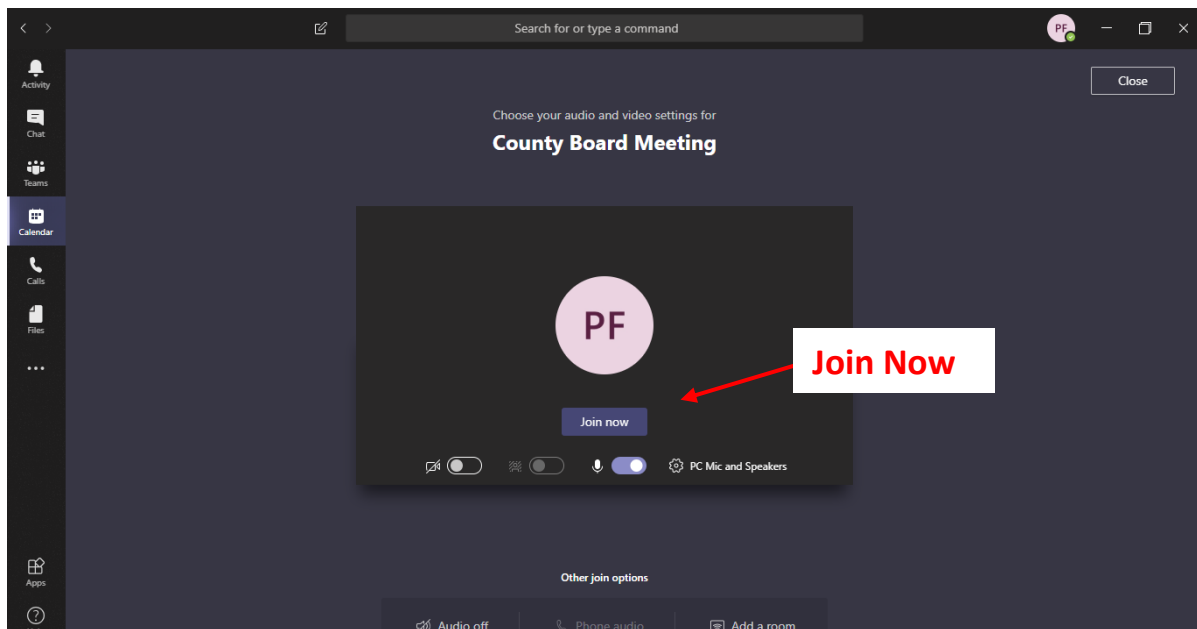 Search for or type a command
PF
Activity
Chat
Teams
Calendar
Calls
Files
Close
Choose your audio and video settings for
County Board Meeting
PF
Join Now
Join now
PC Mic and Speakers
Other join options
Audio off
Phone audio
Add a room
Apps